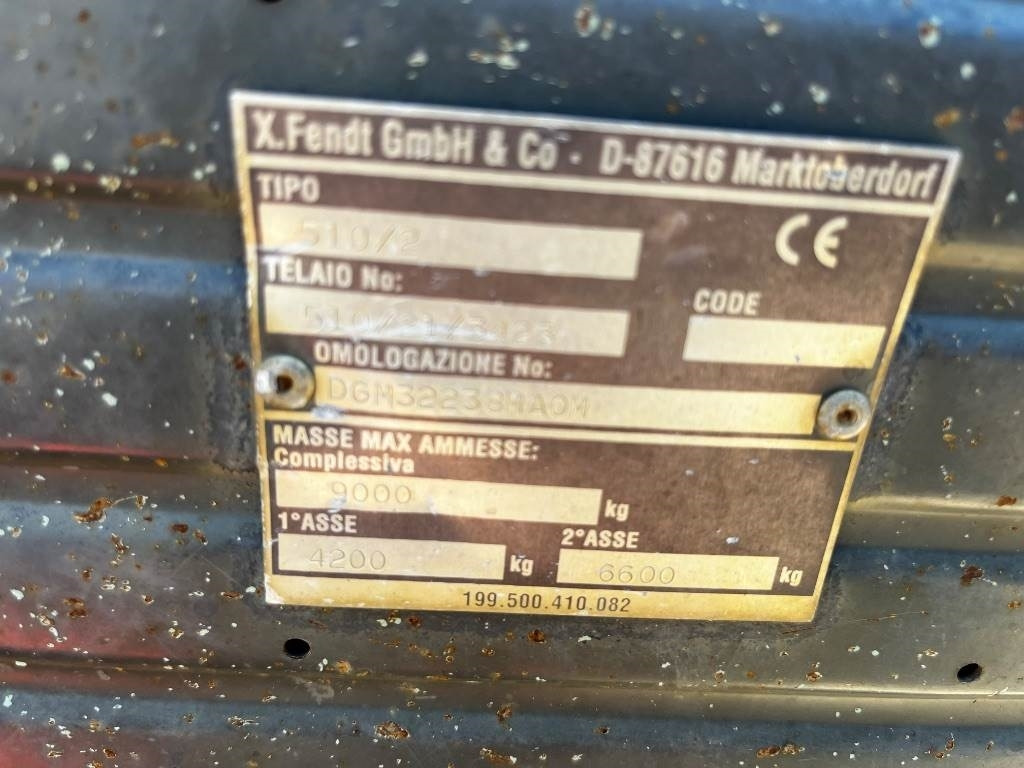 X.Fendt GmbH & Co · D-87616 Marktoberdorf
TIPO
510/2
CE
TELAIO No:
CODE
OMOLOGAZIONE No:
DGM32238MAOM
MASSE MAX AMMESSE:
Complessiva
9000 kg
1°ASSE 2°ASSE
4200 kg 6600 kg
199.500.410.082